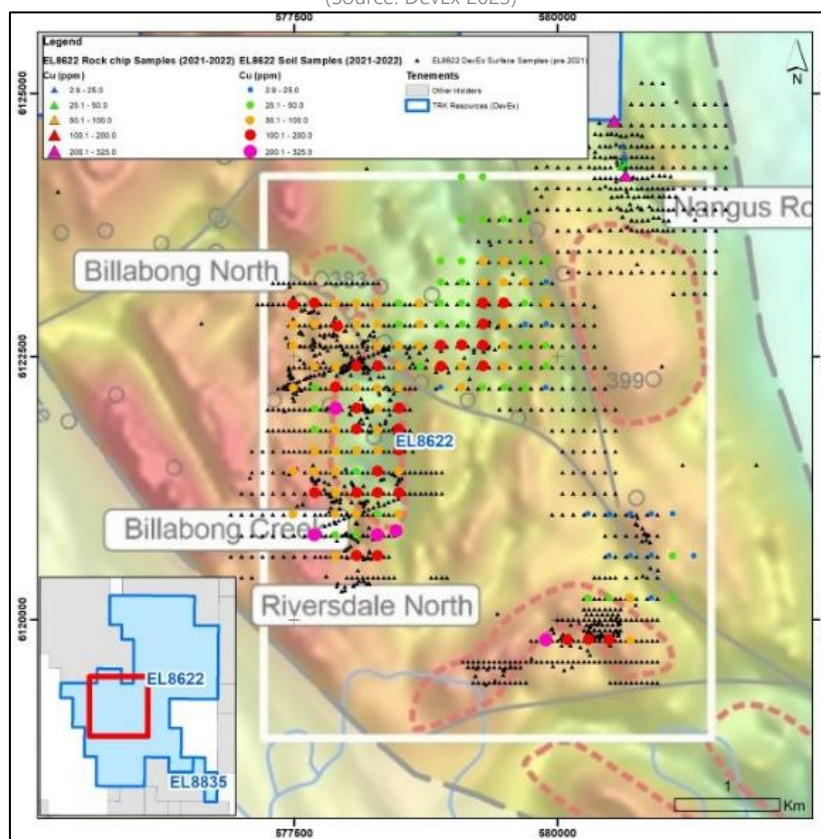 (Source: DevEx 2023)
577500
580000
Legend
EL8622 Rock chip Samples (2021-2022)
Cu (ppm)
2.9 - 25.0
25.1 - 50.0
50.1 - 100.0
100.1 - 200.0
200.1 - 325.0
EL8622 Soil Samples (2021-2022)
Cu (ppm)
2.9 - 25.0
25.1 - 50.0
50.1 - 100.0
100.1 - 200.0
200.1 - 325.0
EL8622 DevEx Surface Samples (pre 2021)
Tenements
Other Holders
TRK Resources (DevEx)
N
6125000
Nangus Ro
Billabong North
383
6122500
399
EL8622
Billabong Creek
Riversdale North
6120000
EL8622
EL8835
1
Km
577500
580000